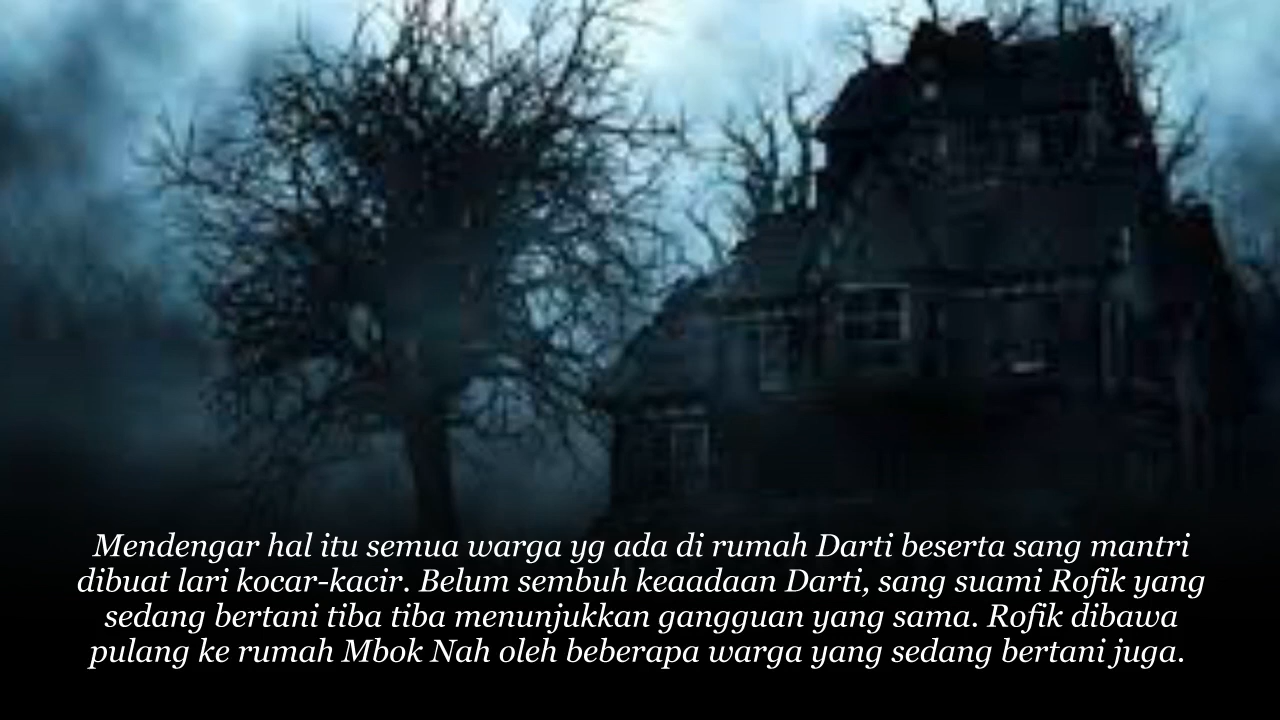 Mendengar hal itu semua warga yg ada di rumah Darti beserta sang mantri
dibuat lari kocar-kacir. Belum sembuh keaadaan Darti, sang suami Rofik yang
sedang bertani tiba tiba menunjukkan gangguan yang sama. Rofik dibawa
pulang ke rumah Mbok Nah oleh beberapa warga yang sedang bertani juga.